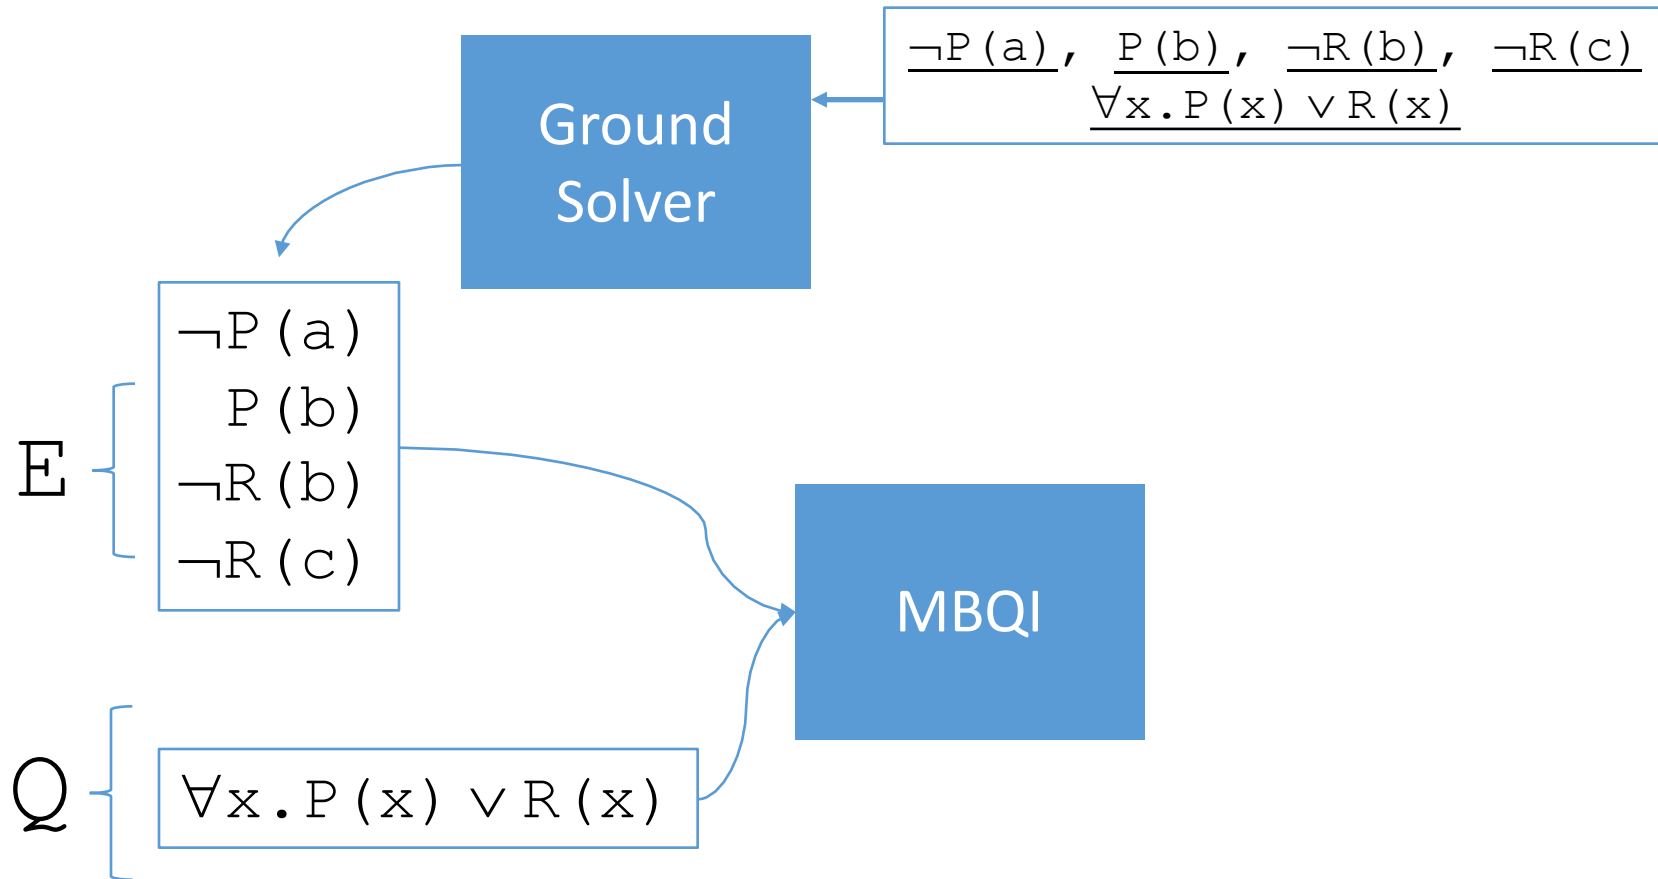 ¬P(a), P(b), ¬R(b), ¬R(c)
∀x.P(x) ∨ R(x)
Ground
Solver
¬P(a)
P(b)
¬R(b)
¬R(c)
E
MBQI
Q
∀x.P(x) ∨ R(x)